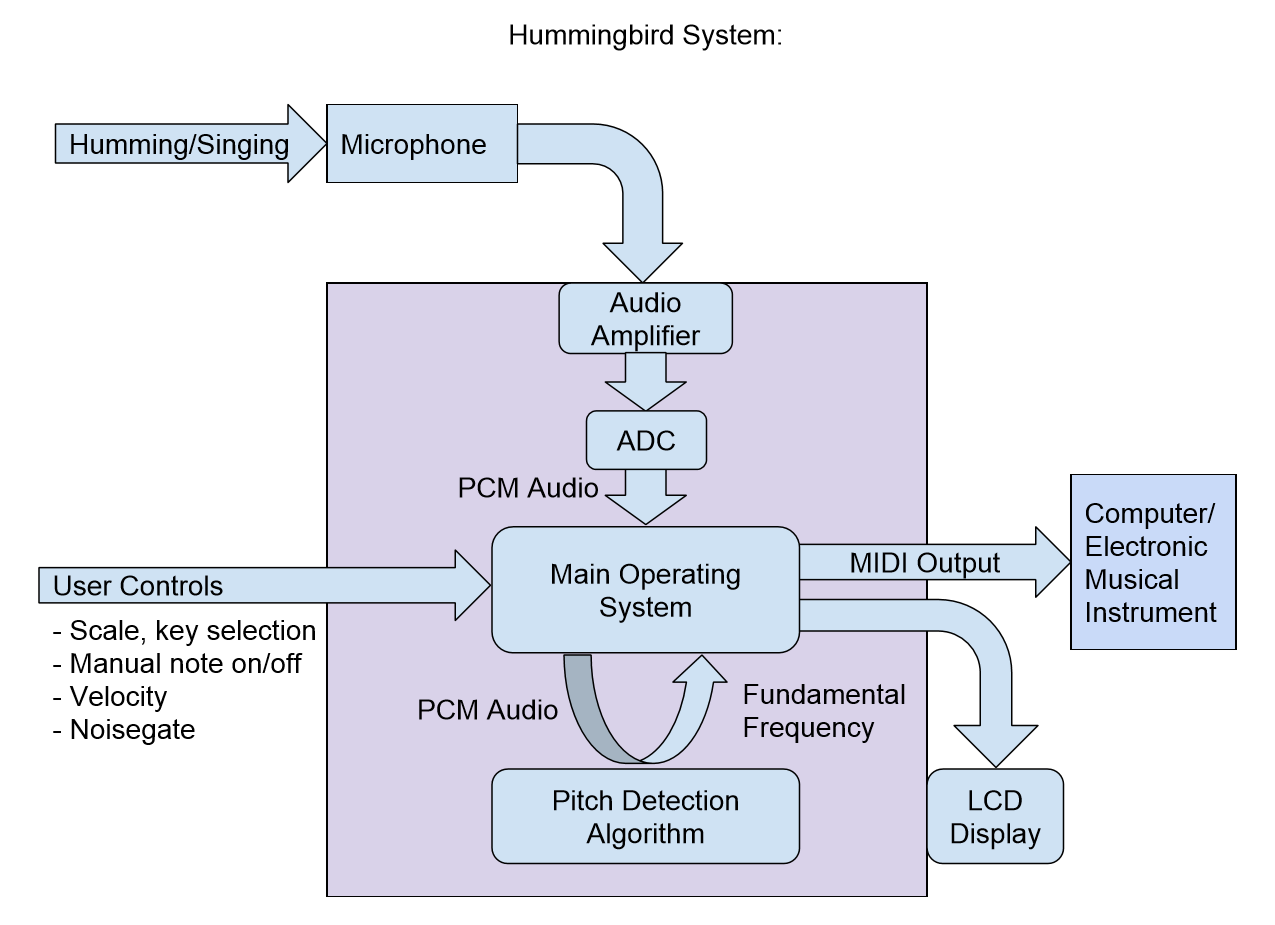 Hummingbird System:
Humming/Singing
Microphone
Audio
Amplifier
ADC
PCM Audio
User Controls
- Scale, key selection
- Manual note on/off
- Velocity
- Noisegate
Main Operating
System
MIDI Output
Computer/
Electronic
Musical
Instrument
PCM Audio
Fundamental
Frequency
Pitch Detection
Algorithm
LCD
Display